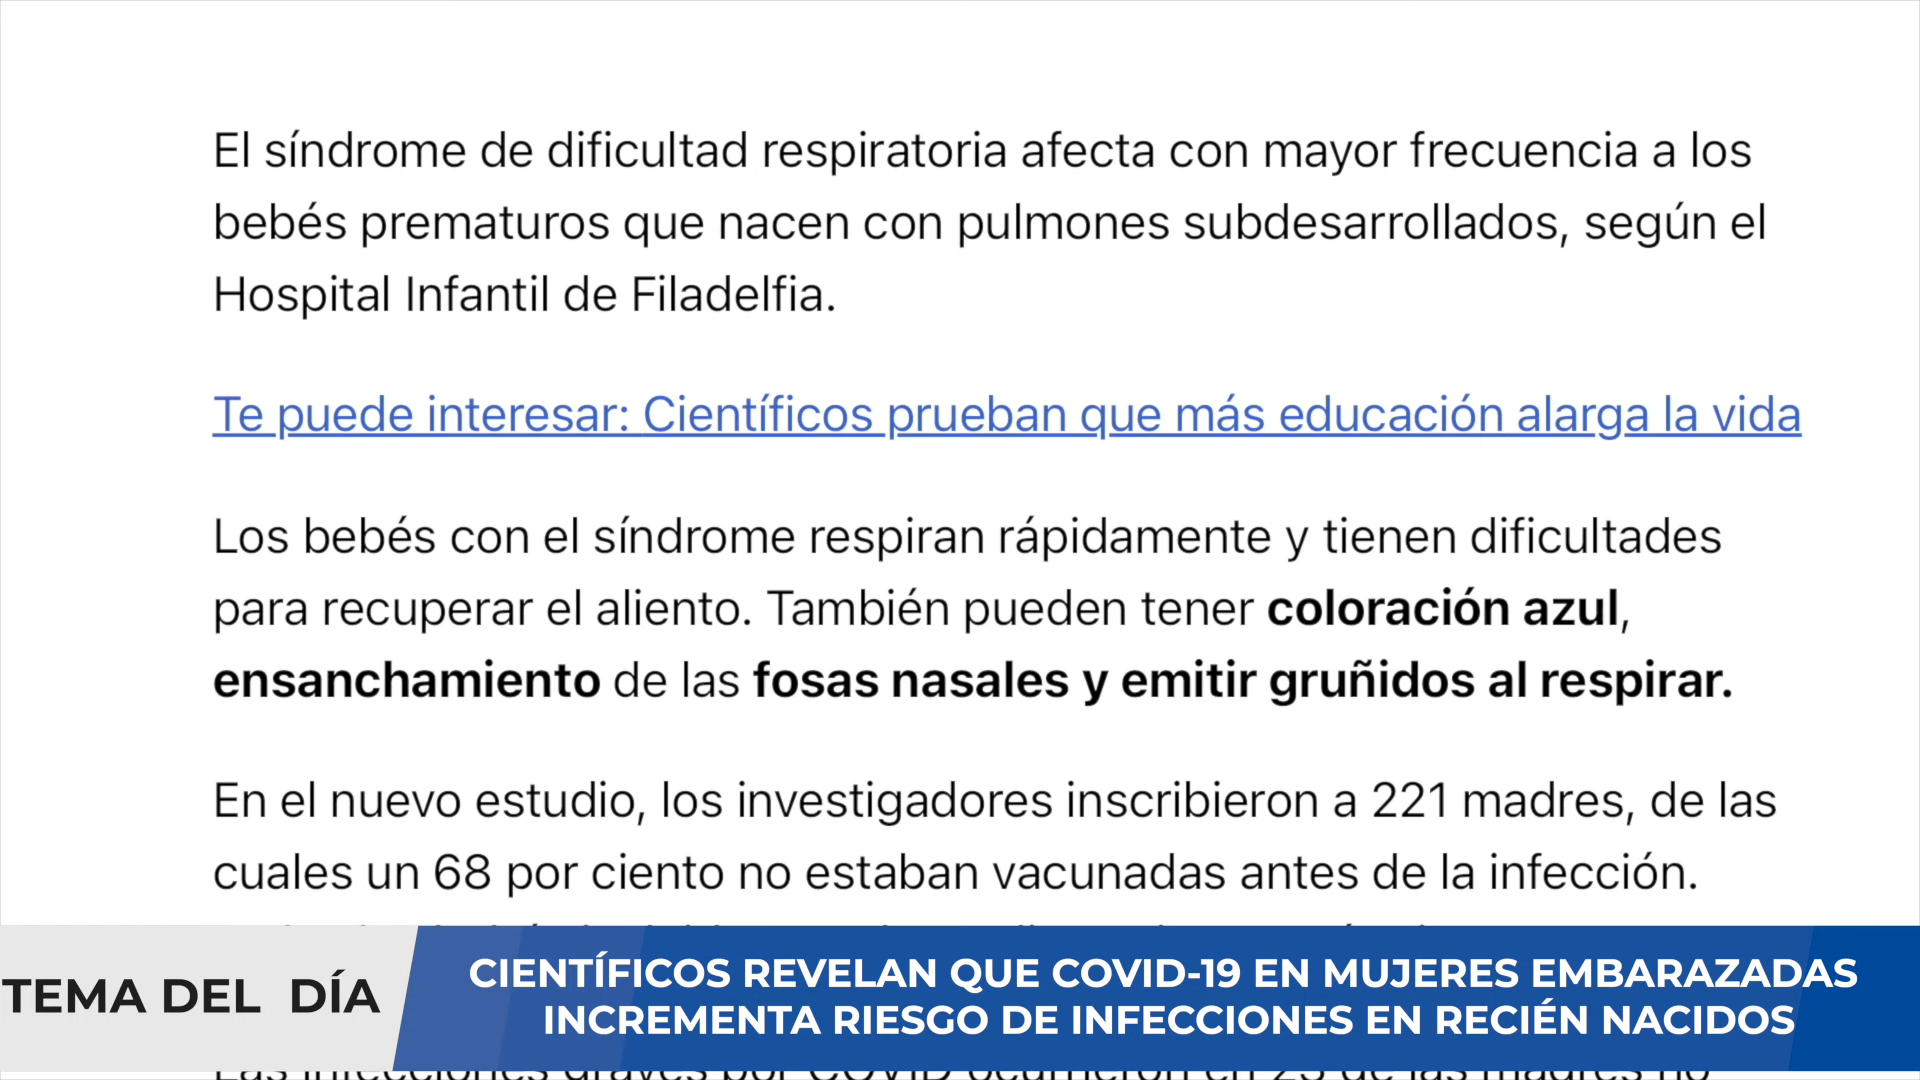 El síndrome de dificultad respiratoria afecta con mayor frecuencia a los
bebés prematuros que nacen con pulmones subdesarrollados, según el
Hospital Infantil de Filadelfia.
Te puede interesar: Científicos prueban que más educación alarga la vida
Los bebés con el síndrome respiran rápidamente y tienen dificultades
para recuperar el aliento. También pueden tener coloración azul,
ensanchamiento de las fosas nasales y emitir gruñidos al respirar.
En el nuevo estudio, los investigadores inscribieron a 221 madres, de las
cuales un 68 por ciento no estaban vacunadas antes de la infección.
TEMA DEL DÍA
CIENTÍFICOS REVELAN QUE COVID-19 EN MUJERES EMBARAZADAS
INCREMENTA RIESGO DE INFECCIONES EN RECIÉN NACIDOS